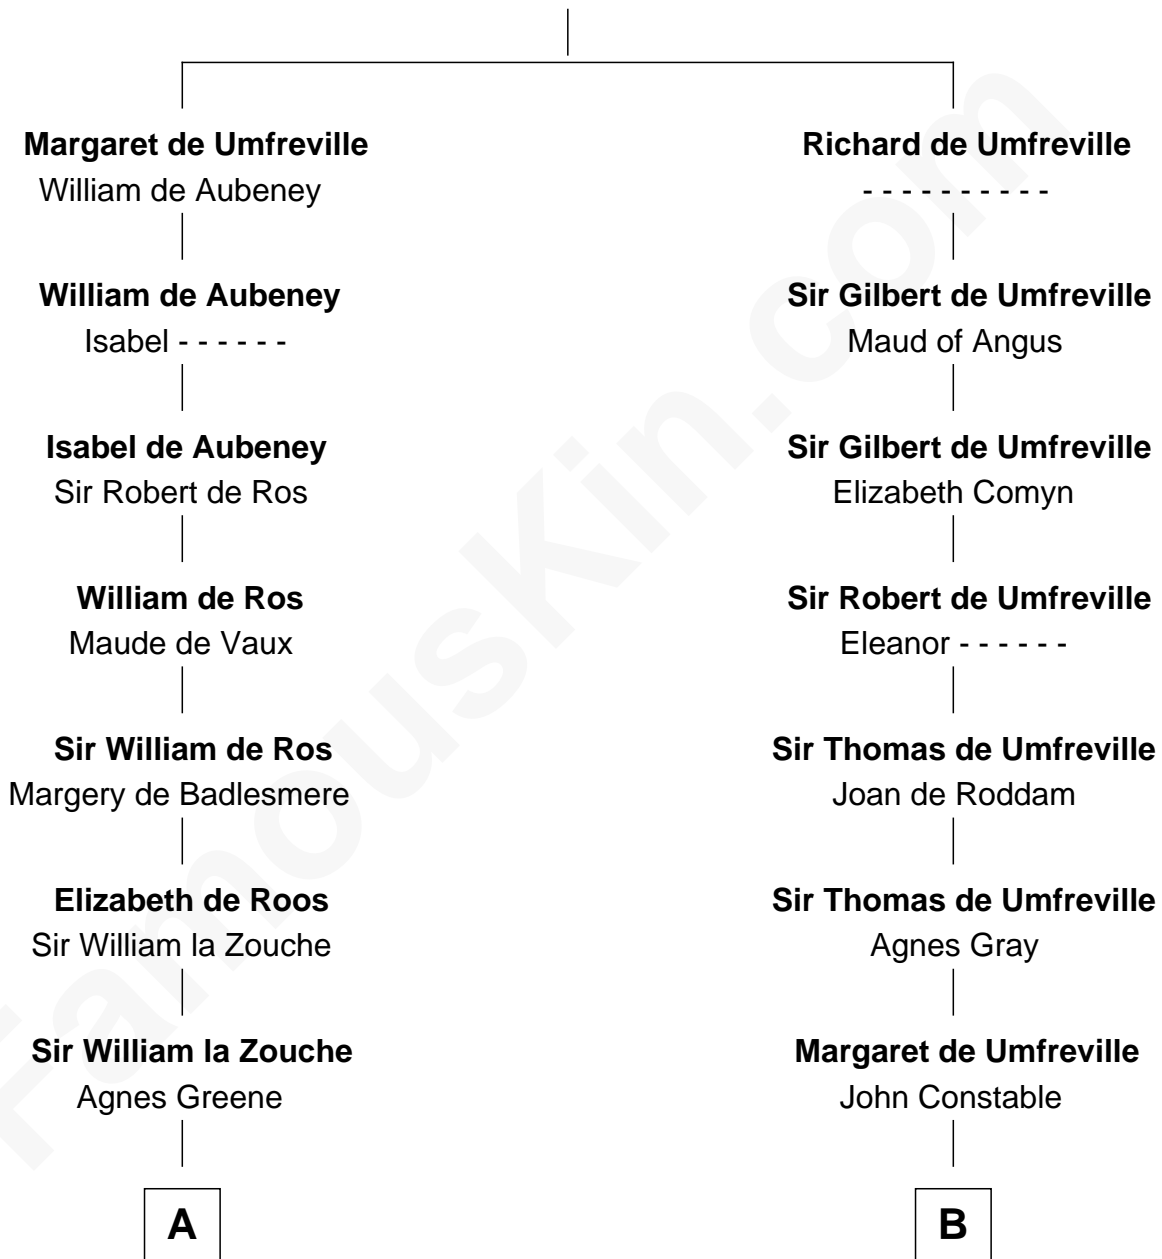 Margaret de Umfreville
William de Aubeney
William de Aubeney
Isabel - - - - - -
Isabel de Aubeney
Sir Robert de Ros
William de Ros
Maude de Vaux
Sir William de Ros
Margery de Badlesmere
Elizabeth de Roos
Sir William la Zouche
Sir William la Zouche
Agnes Greene
A
Richard de Umfreville
- - - - - - - - - -
Sir Gilbert de Umfreville
Maud of Angus
Sir Gilbert de Umfreville
Elizabeth Comyn
Sir Robert de Umfreville
Eleanor - - - - - -
Sir Thomas de Umfreville
Joan de Roddam
Sir Thomas de Umfreville
Agnes Gray
Margaret de Umfreville
John Constable
B
FamousKin.com